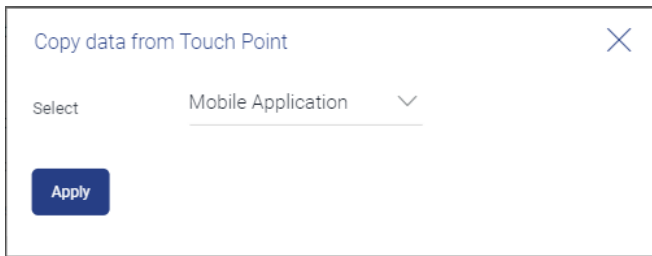 Copy data from Touch Point
Select
Mobile Application
Apply